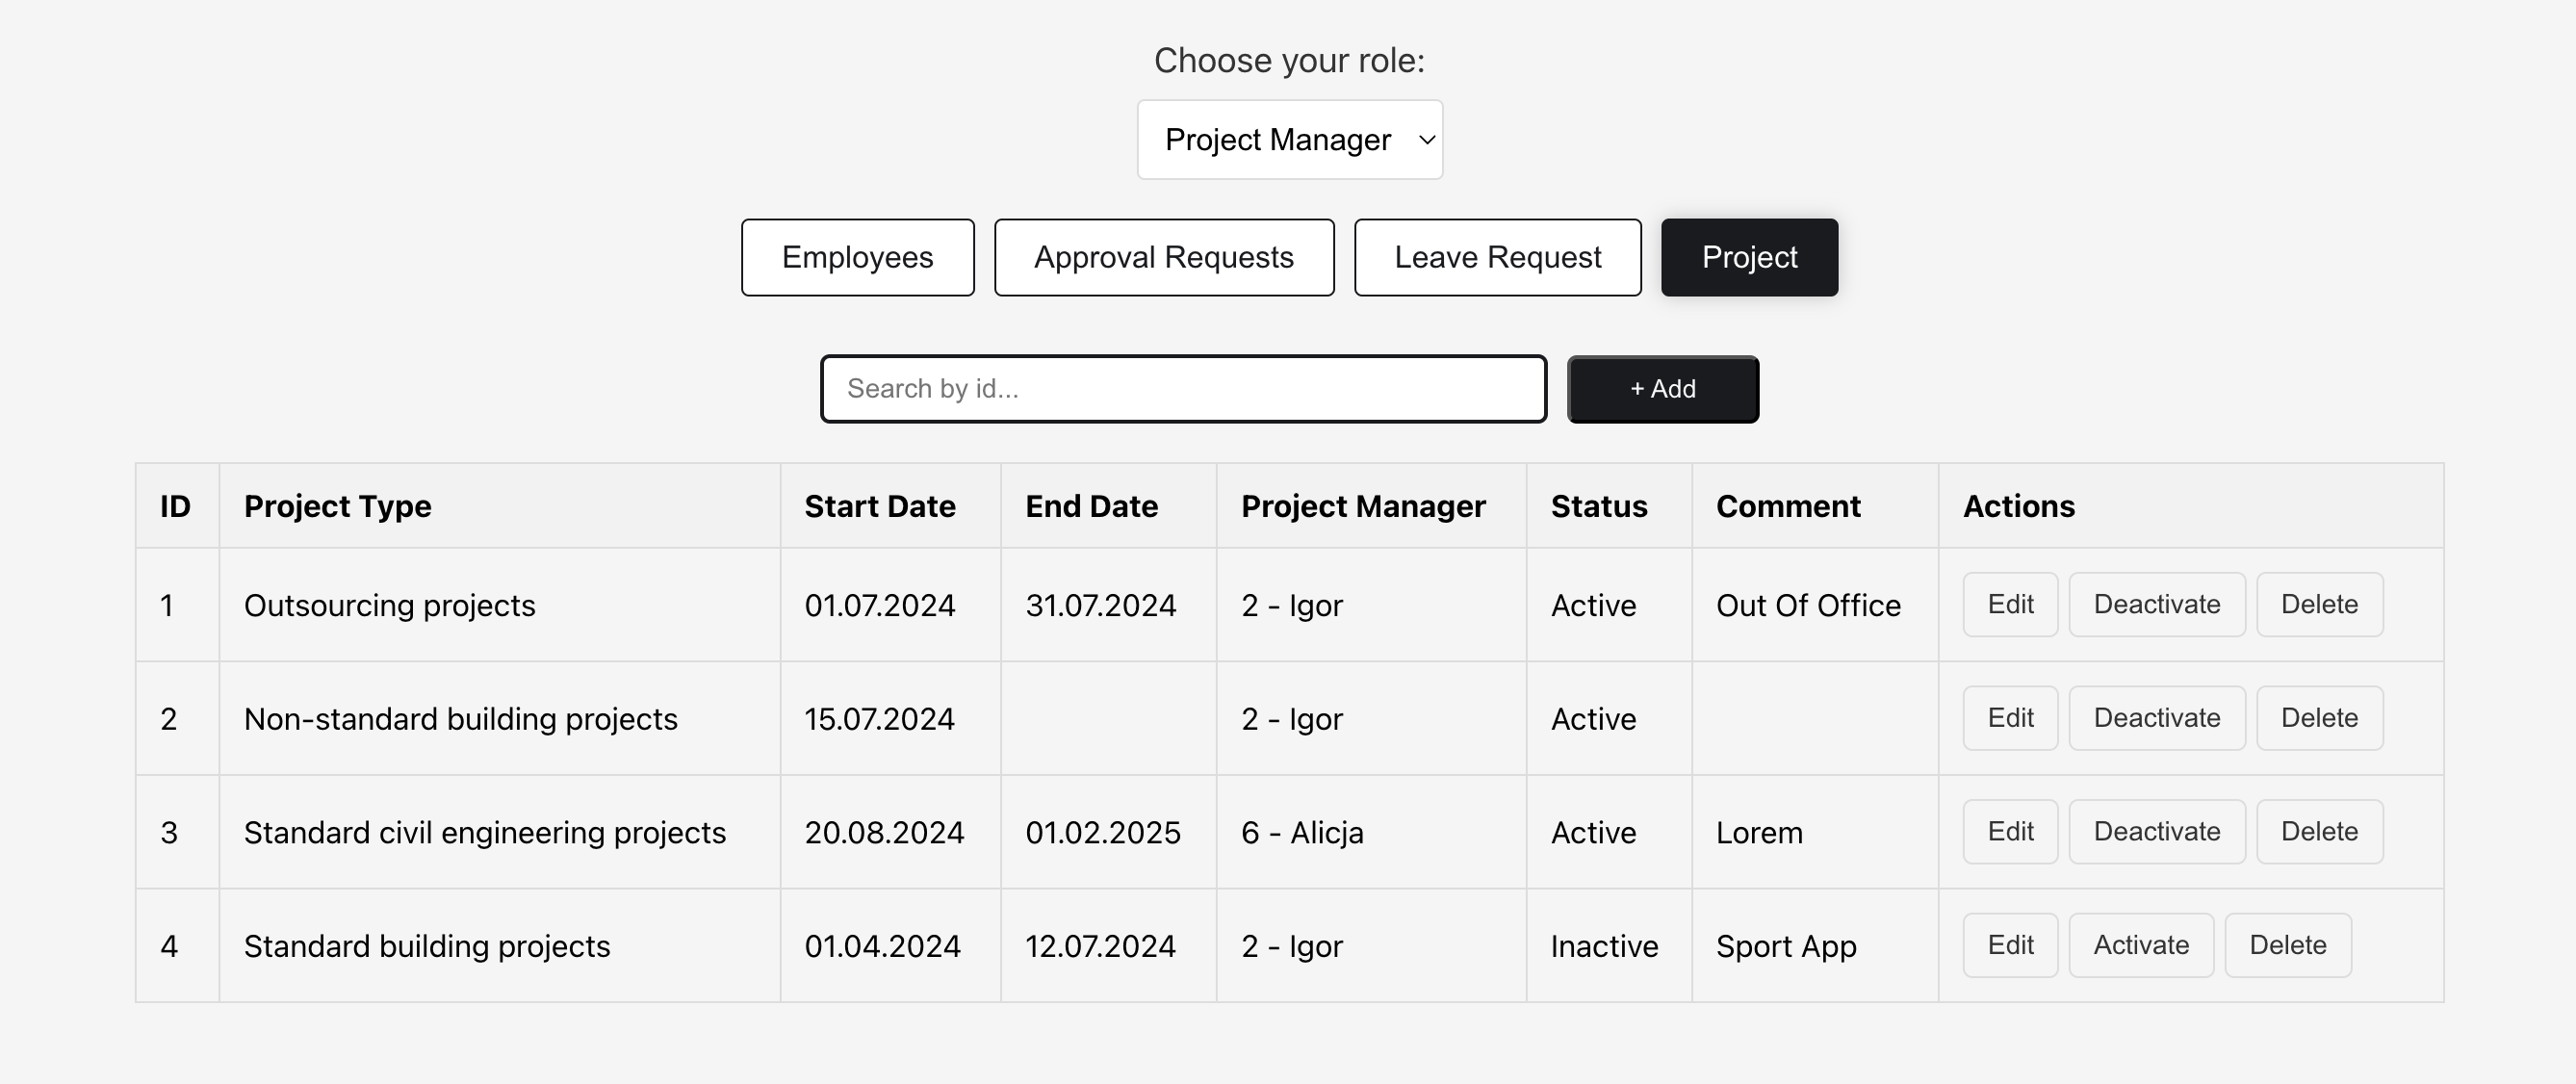 Choose your role:
Project Manager
Employees Approval Requests Leave Request Project
Search by id... + Add
ID Project Type Start Date End Date Project Manager Status Comment Actions
1 Outsourcing projects 01.07.2024 31.07.2024 2 - Igor Active Out Of Office Edit Deactivate Delete
2 Non-standard building projects 15.07.2024 2 - Igor Active Edit Deactivate Delete
3 Standard civil engineering projects 20.08.2024 01.02.2025 6 - Alicja Active Lorem Edit Deactivate Delete
4 Standard building projects 01.04.2024 12.07.2024 2 - Igor Inactive Sport App Edit Activate Delete